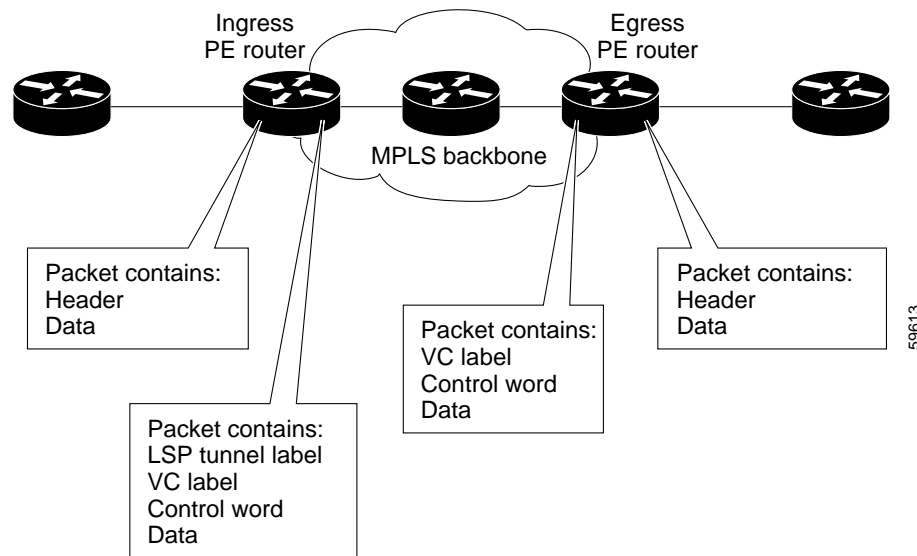 Ingress
PE router
Egress
PE router
MPLS backbone
Packet contains:
Header
Data
Packet contains:
LSP tunnel label
VC label
Control word
Data
Packet contains:
VC label
Control word
Data
Packet contains:
Header
Data
59613